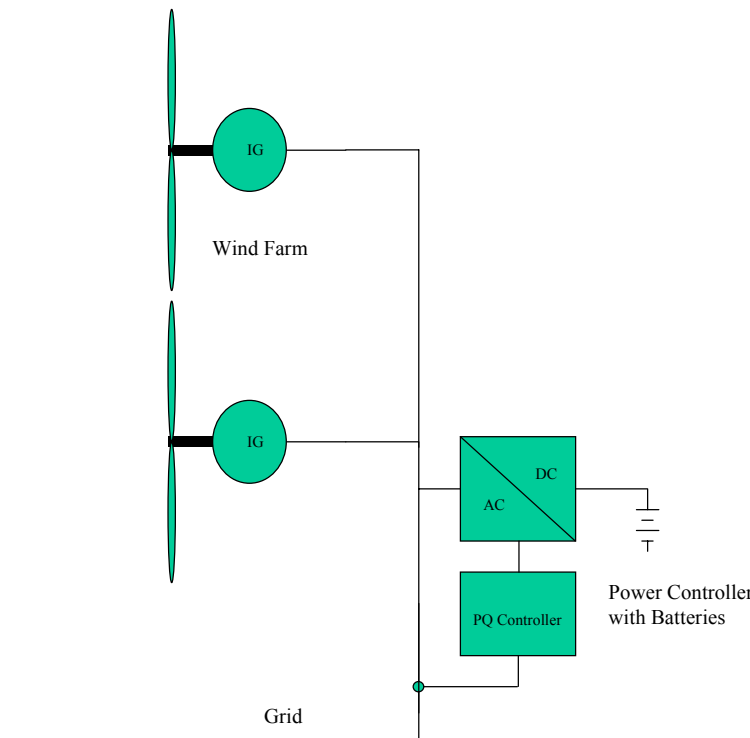 IG
Wind Farm
IG
DC
AC
PQ Controller
Power Controller
with Batteries
Grid